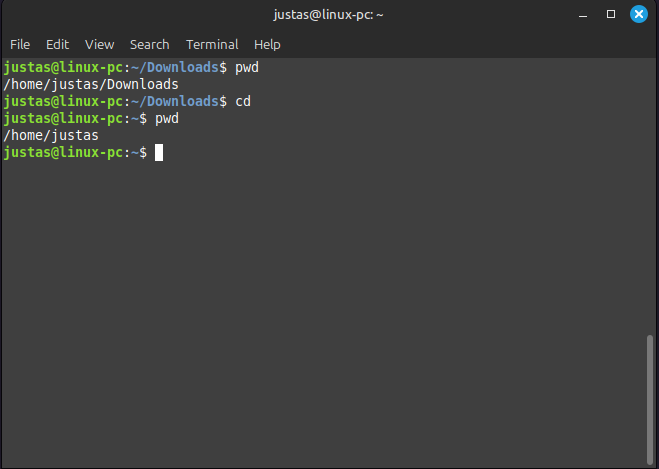 justas@linux-pc: ~
File Edit View Search Terminal Help
justas@linux-pc:~/Downloads$ pwd
/home/justas/Downloads
justas@linux-pc:~/Downloads$ cd
justas@linux-pc:~$ pwd
/home/justas
justas@linux-pc:~$